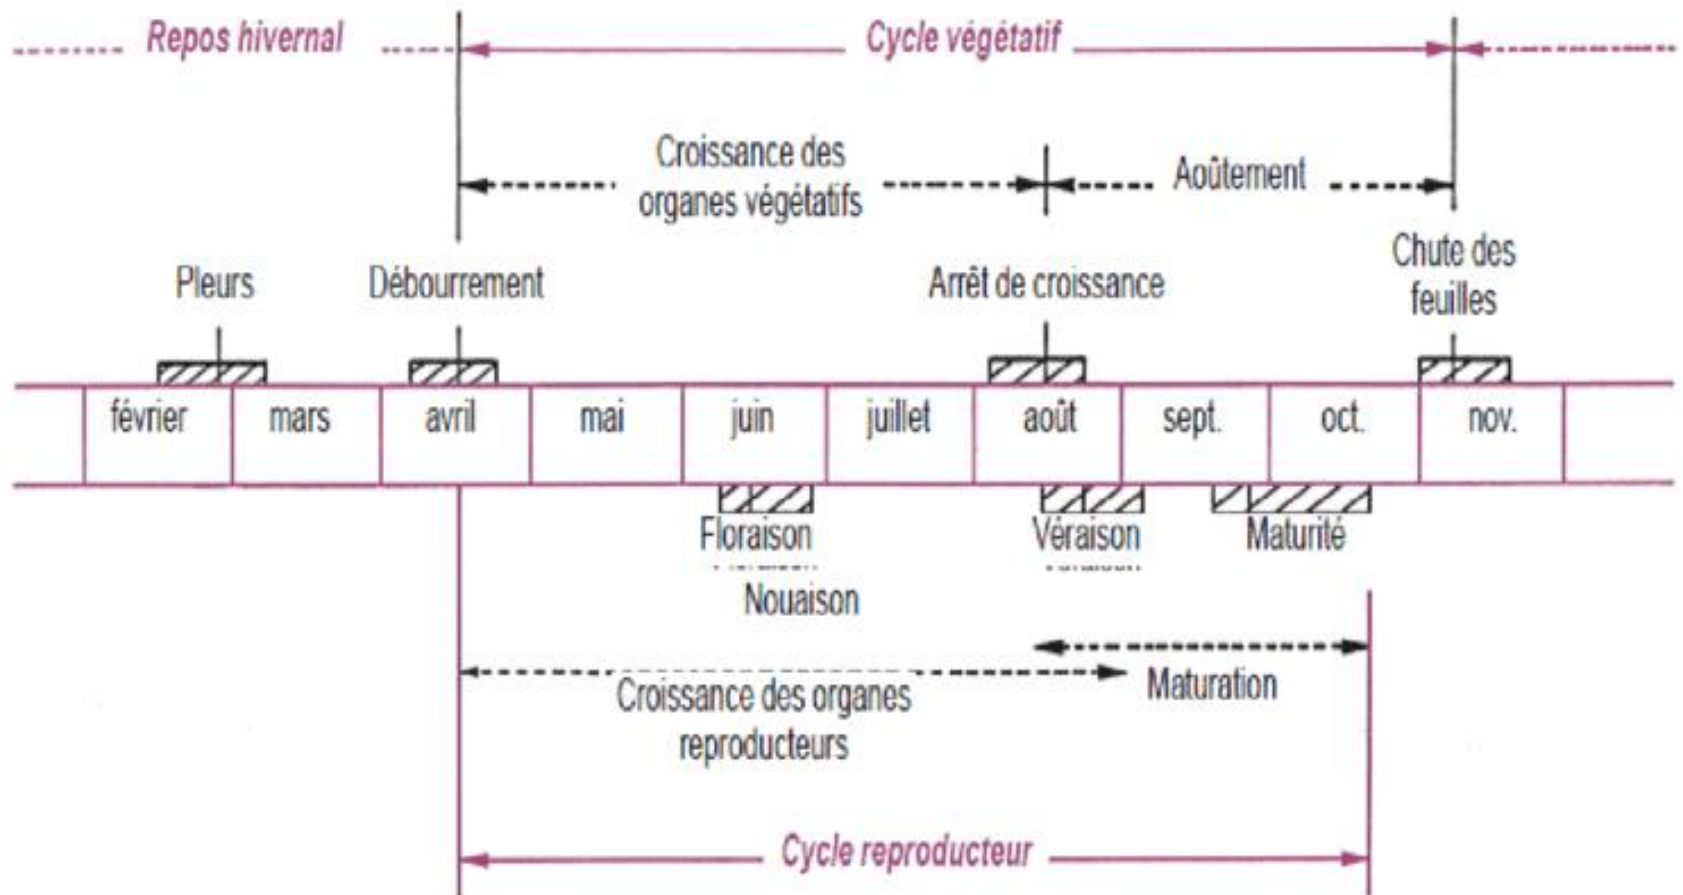 Repos hivernal
Cycle végétatif
Croissance des
organes végétatifs
Aoûtement
Pleurs
Débourrement
Arrêt de croissance
Chute des
feuilles
février mars avril mai juin juillet août sept. oct. nov.
Floraison
Véraison
Maturité
Nouaison
Croissance des organes
reproducteurs
Maturation
Cycle reproducteur